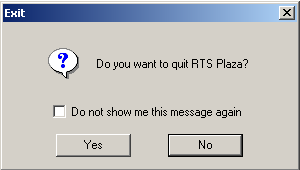 Exit
Do you want to quit RTS Plaza?
Do not show me this message again
Yes
No